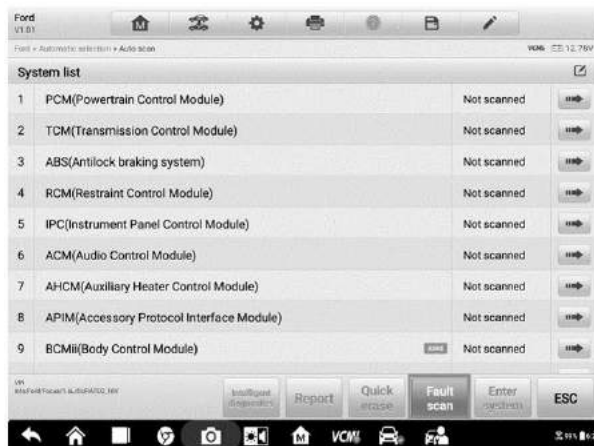 Ford
V1.01
Ford > Automatic selection > Auto scan
VCMI 12.78V
System list
1 PCM(Powertrain Control Module) Not scanned
2 TCM(Transmission Control Module) Not scanned
3 ABS(Antilock braking system) Not scanned
4 RCM(Restraint Control Module) Not scanned
5 IPC(Instrument Panel Control Module) Not scanned
6 ACM(Audio Control Module) Not scanned
7 AHCM(Auxiliary Heater Control Module) Not scanned
8 APIM(Accessory Protocol Interface Module) Not scanned
9 BCMii(Body Control Module) Not scanned
VIN
Intelligent diagnostics Report Quick erase Fault scan Enter system ESC
VCMI